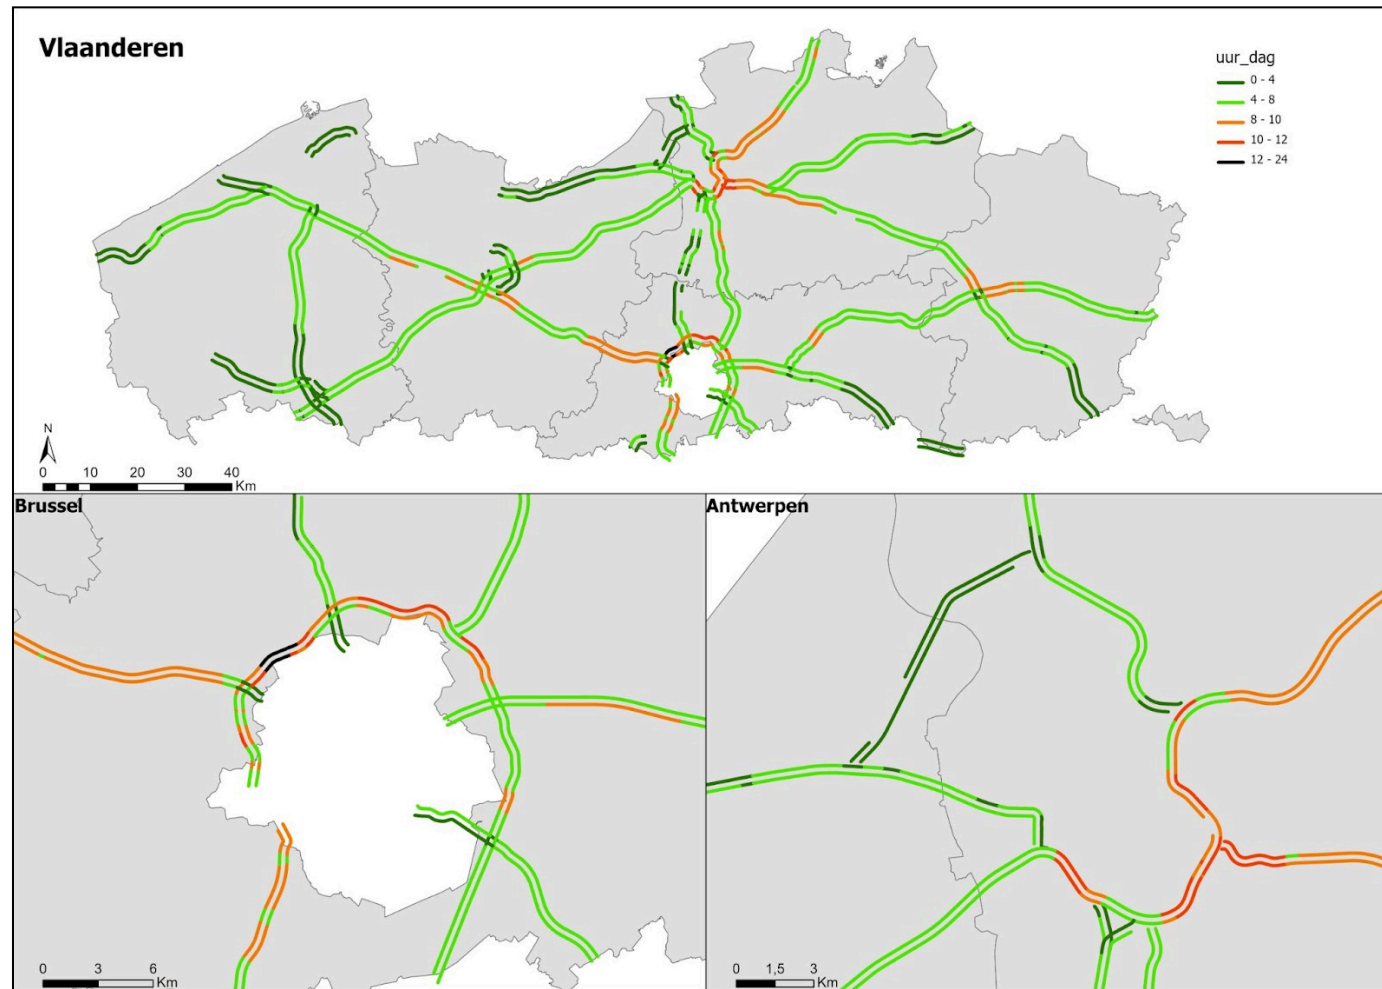 Vlaanderen
uur_dag
0 - 4
4 - 8
8 - 10
10 - 12
12 - 24
N
0 10 20 30 40
Km
Brussel
Antwerpen
0 3 6
Km
0 1,5 3
Km